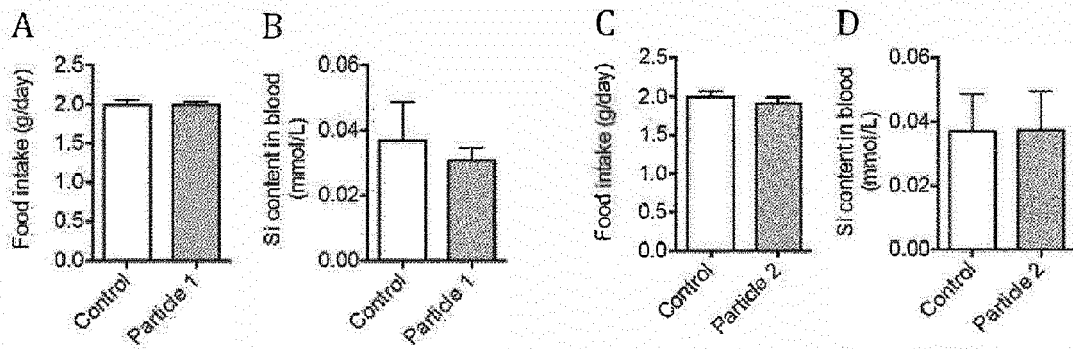 A
Food intake (g/day)
2.5
2.0
1.5
1.0
0.5
0.0
Control
Particle 1
B
Si content in blood
(mmol/L)
0.06
0.04
0.02
0.00
Control
Particle 1
C
Food intake (g/day)
2.5
2.0
1.5
1.0
0.5
0.0
Control
Particle 2
D
Si content in blood
(mmol/L)
0.06
0.04
0.02
0.00
Control
Particle 2